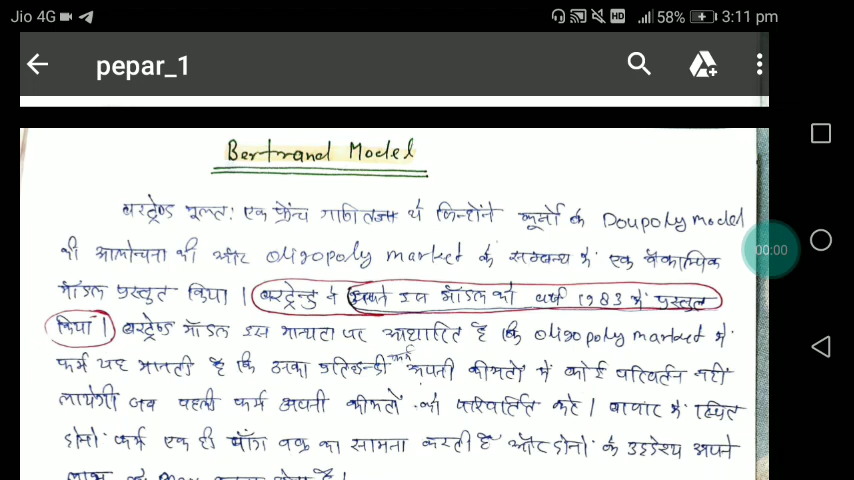 Jio 4G HD 58% 3:11 pm
pepar_1
Bertrand Model
बरट्रेण्ड मूलत: एक फ्रेंच गणितज्ञ थे जिन्होंने कूर्नो के Doupoly model
की आलोचना की और oligopoly market के सम्बन्ध में एक वैकल्पिक
मॉडल प्रस्तुत किया। बरट्रेन्ड ने अपने इस मॉडल को वर्ष 1983 में प्रस्तुत
किया। बरट्रेण्ड मॉडल इस मान्यता पर आधारित है कि oligopoly market में
फर्म यह मानती है कि उनका प्रतिद्वन्दी फर्म अपनी कीमतों में कोई परिवर्तन नही
लायेगी जब पहली फर्म अपनी कीमतों को परिवर्तित करे। बाजार में स्थित
दोनो फर्म एक ही माँग वक्र का सामना करती है और दोनो के उद्देश्य अपने
00:00